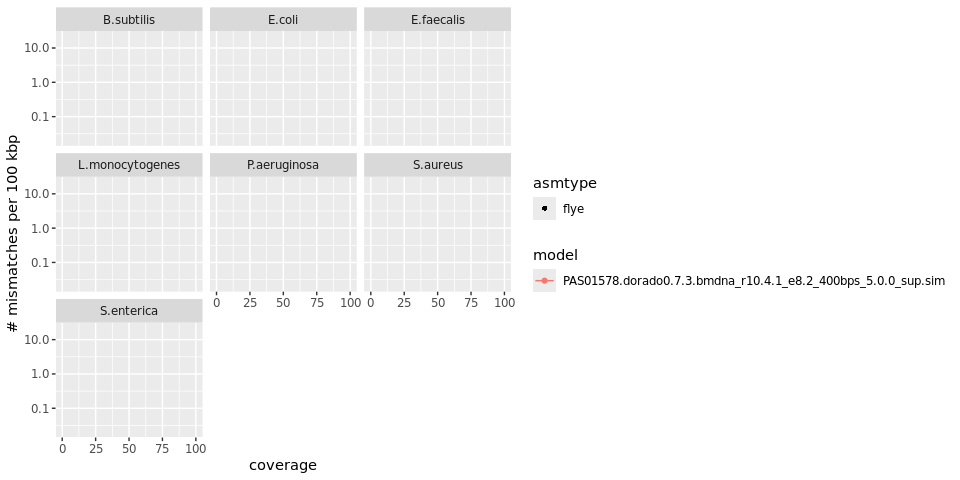 B.subtilis E.coli E.faecalis
10.0
1.0
0.1
L.monocytogenes P.aeruginosa S.aureus
10.0
1.0
0.1
0 25 50 75 100 0 25 50 75 100
S.enterica
10.0
1.0
0.1
0 25 50 75 100
coverage
# mismatches per 100 kbp
asmtype
flye
model
PAS01578.dorado0.7.3.bmdna_r10.4.1_e8.2_400bps_5.0.0_sup.sim